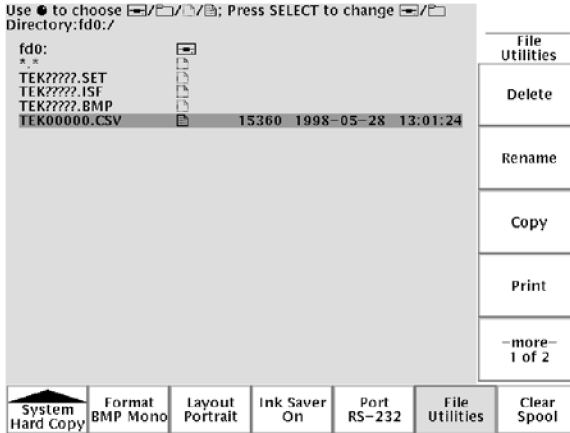 Use to choose / / / ; Press SELECT to change /
Directory:fd0:/
fd0:
*.*
TEK?????.SET
TEK?????.ISF
TEK?????.BMP
TEK00000.CSV 15360 1998-05-28 13:01:24
File
Utilities
Delete
Rename
Copy
Print
-more-
1 of 2
System
Hard Copy
Format
BMP Mono
Layout
Portrait
Ink Saver
On
Port
RS-232
File
Utilities
Clear
Spool